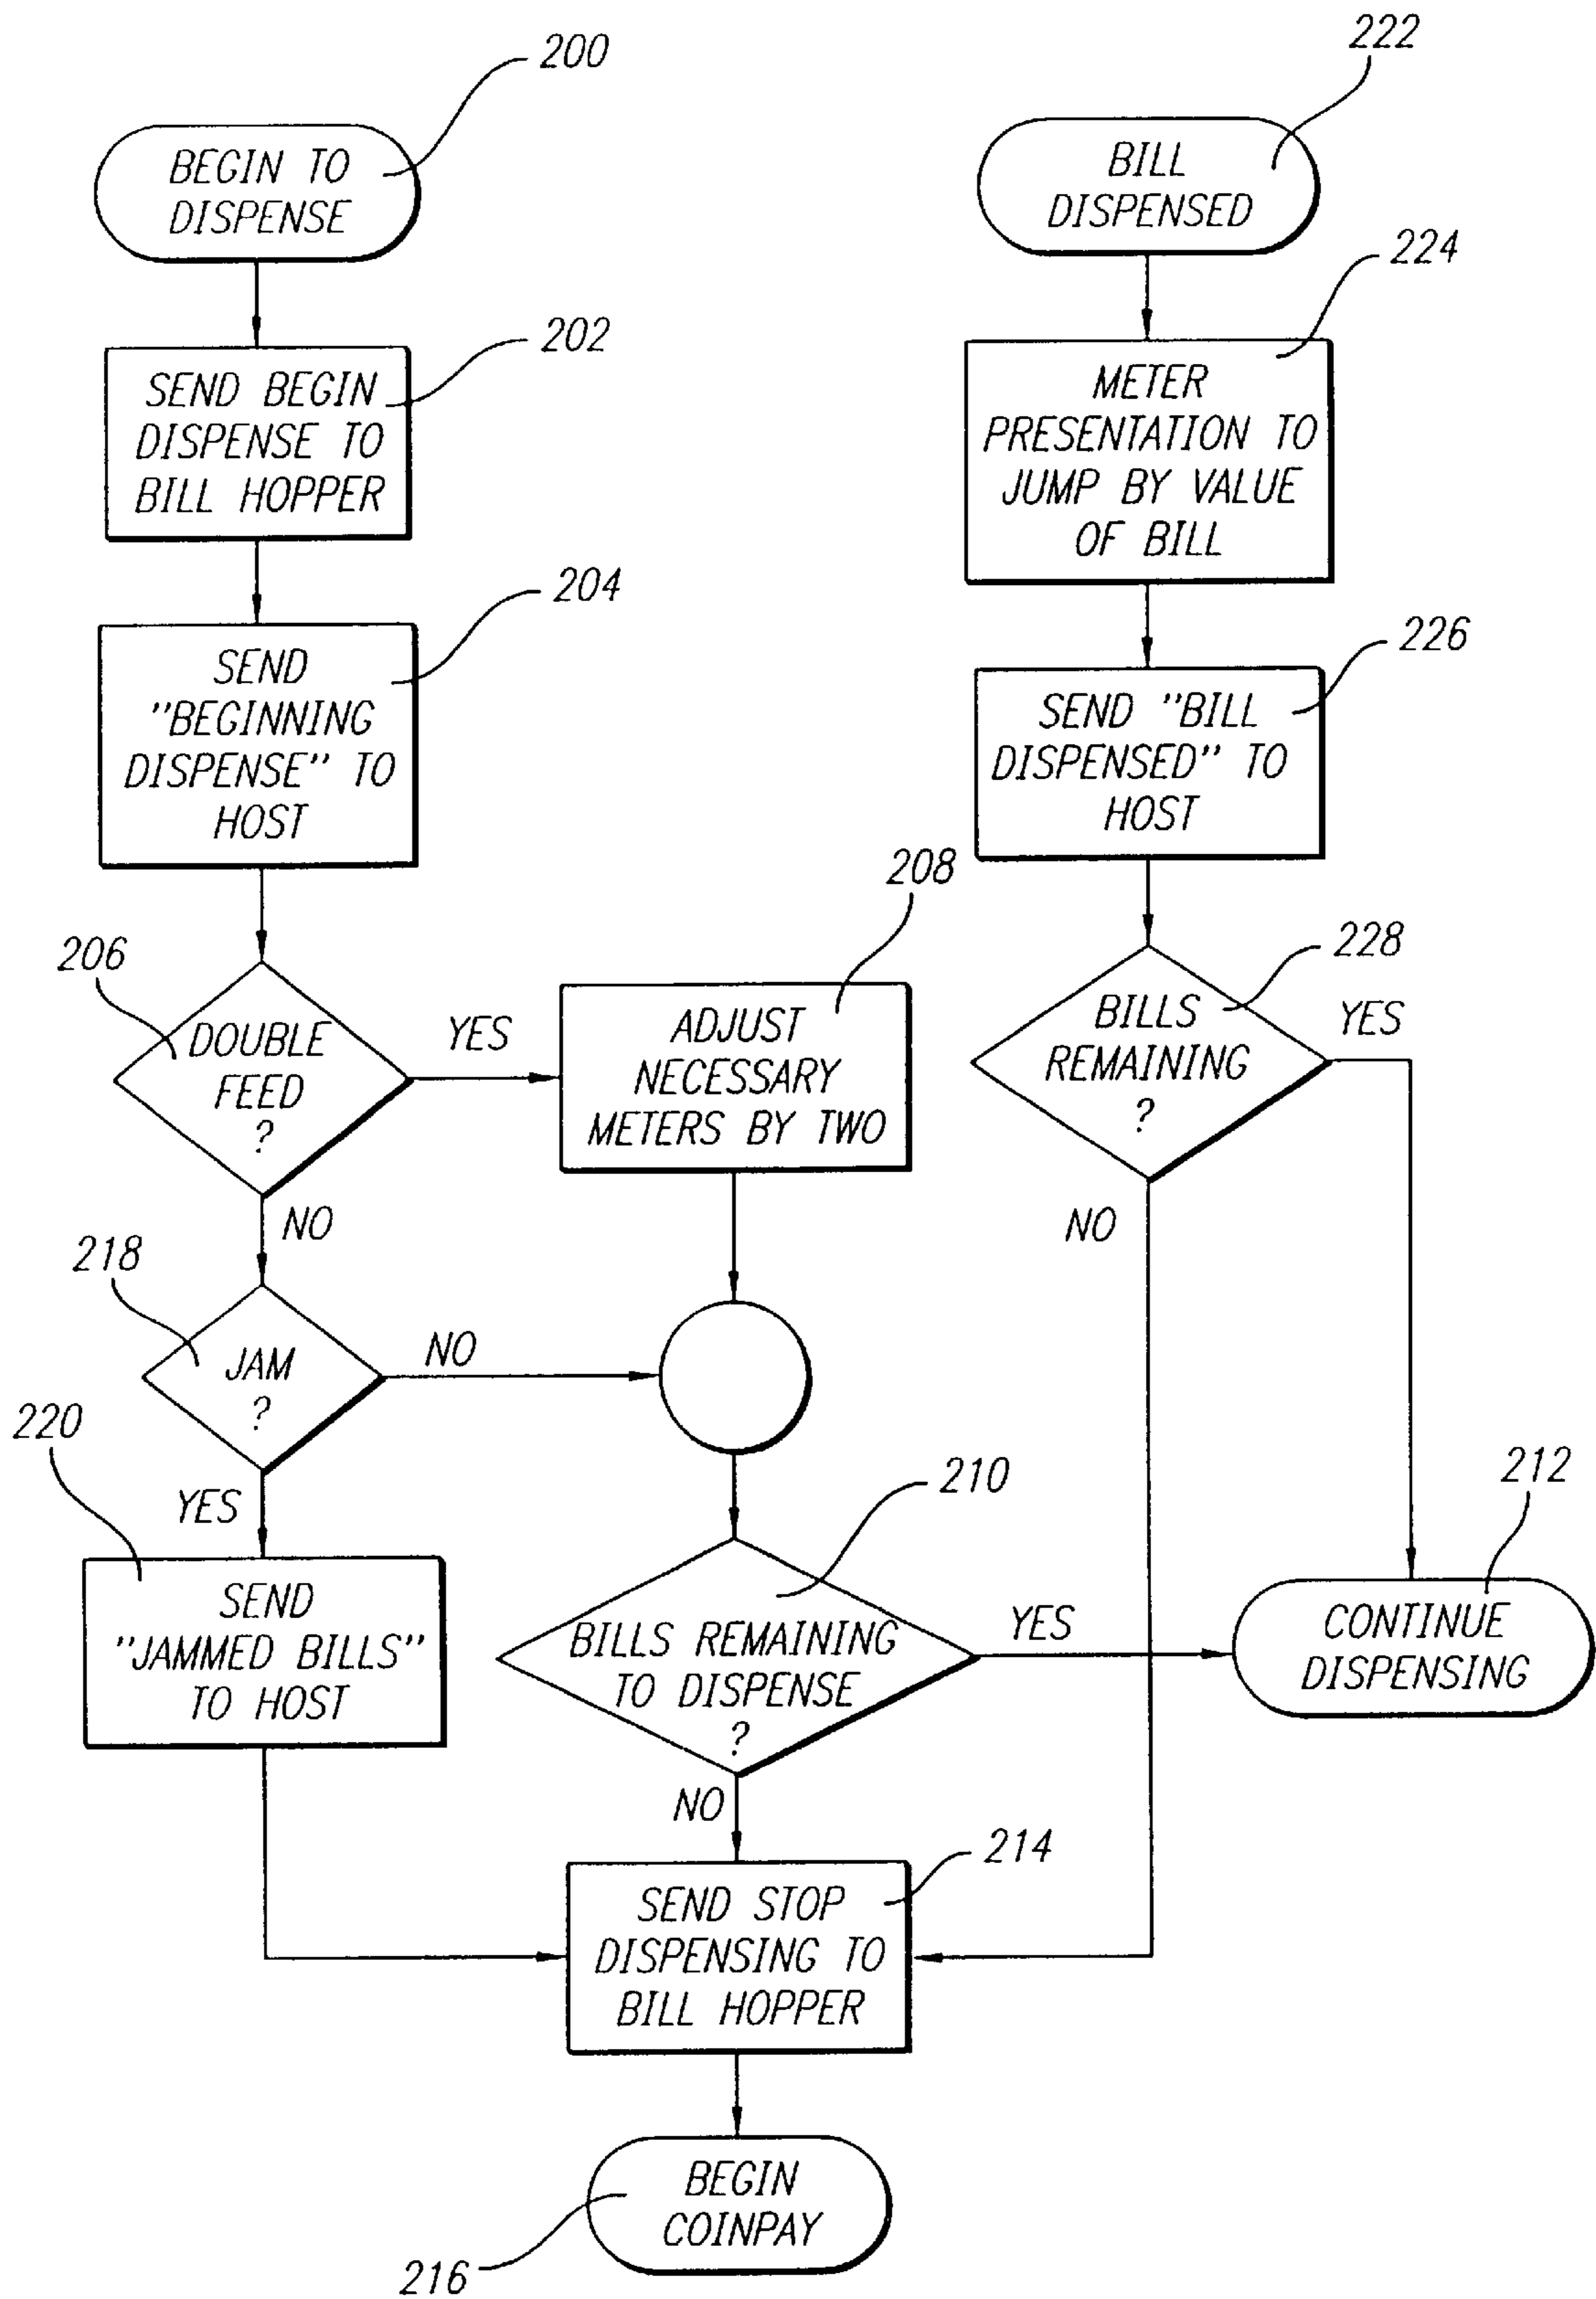 200
BEGIN TO
DISPENSE
202
SEND BEGIN
DISPENSE TO
BILL HOPPER
204
SEND
"BEGINNING
DISPENSE" TO
HOST
206
DOUBLE
FEED
?
YES
NO
208
ADJUST
NECESSARY
METERS BY TWO
218
JAM
?
NO
YES
220
SEND
"JAMMED BILLS"
TO HOST
210
BILLS REMAINING
TO DISPENSE
?
YES
NO
214
SEND STOP
DISPENSING TO
BILL HOPPER
BEGIN
COINPAY
216
222
BILL
DISPENSED
224
METER
PRESENTATION TO
JUMP BY VALUE
OF BILL
226
SEND "BILL
DISPENSED" TO
HOST
228
BILLS
REMAINING
?
YES
NO
212
CONTINUE
DISPENSING